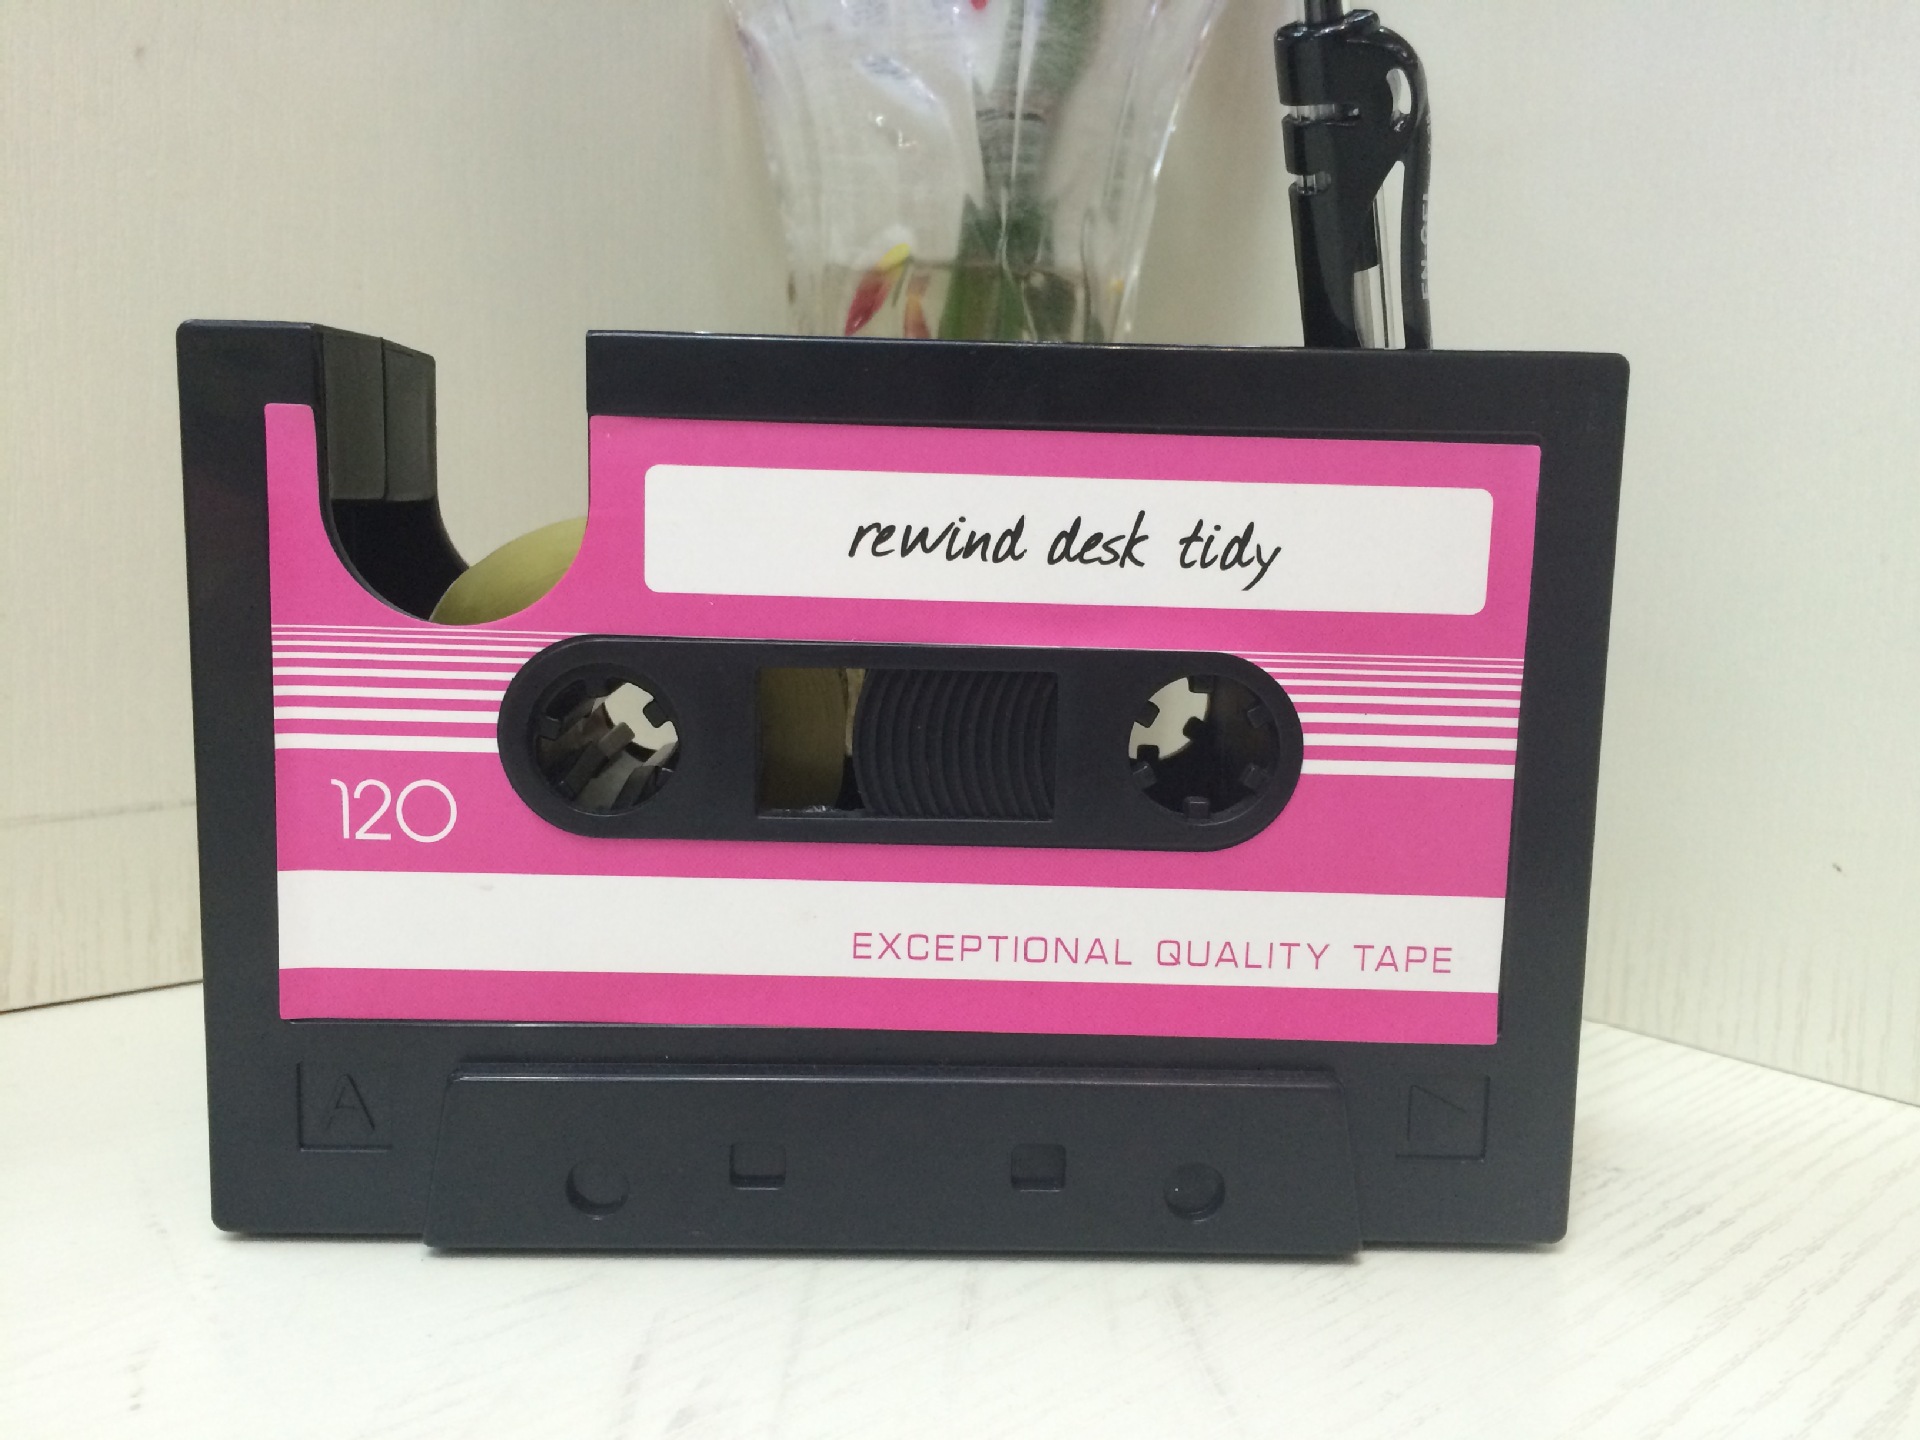 rewind desk tidy
120
EXCEPTIONAL QUALITY TAPE
A